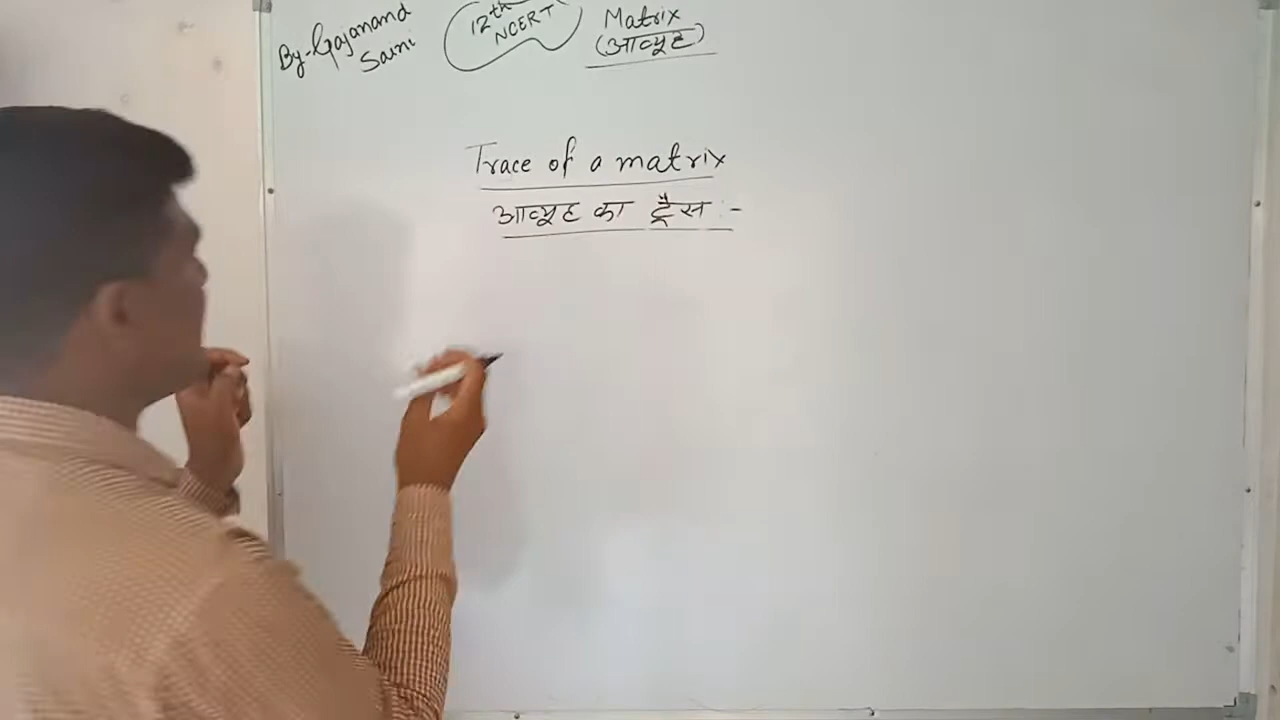 By-Gajanand
Saini
12th
NCERT
Matrix
(आव्यूह)
Trace of a matrix
आव्यूह का ट्रैस :-